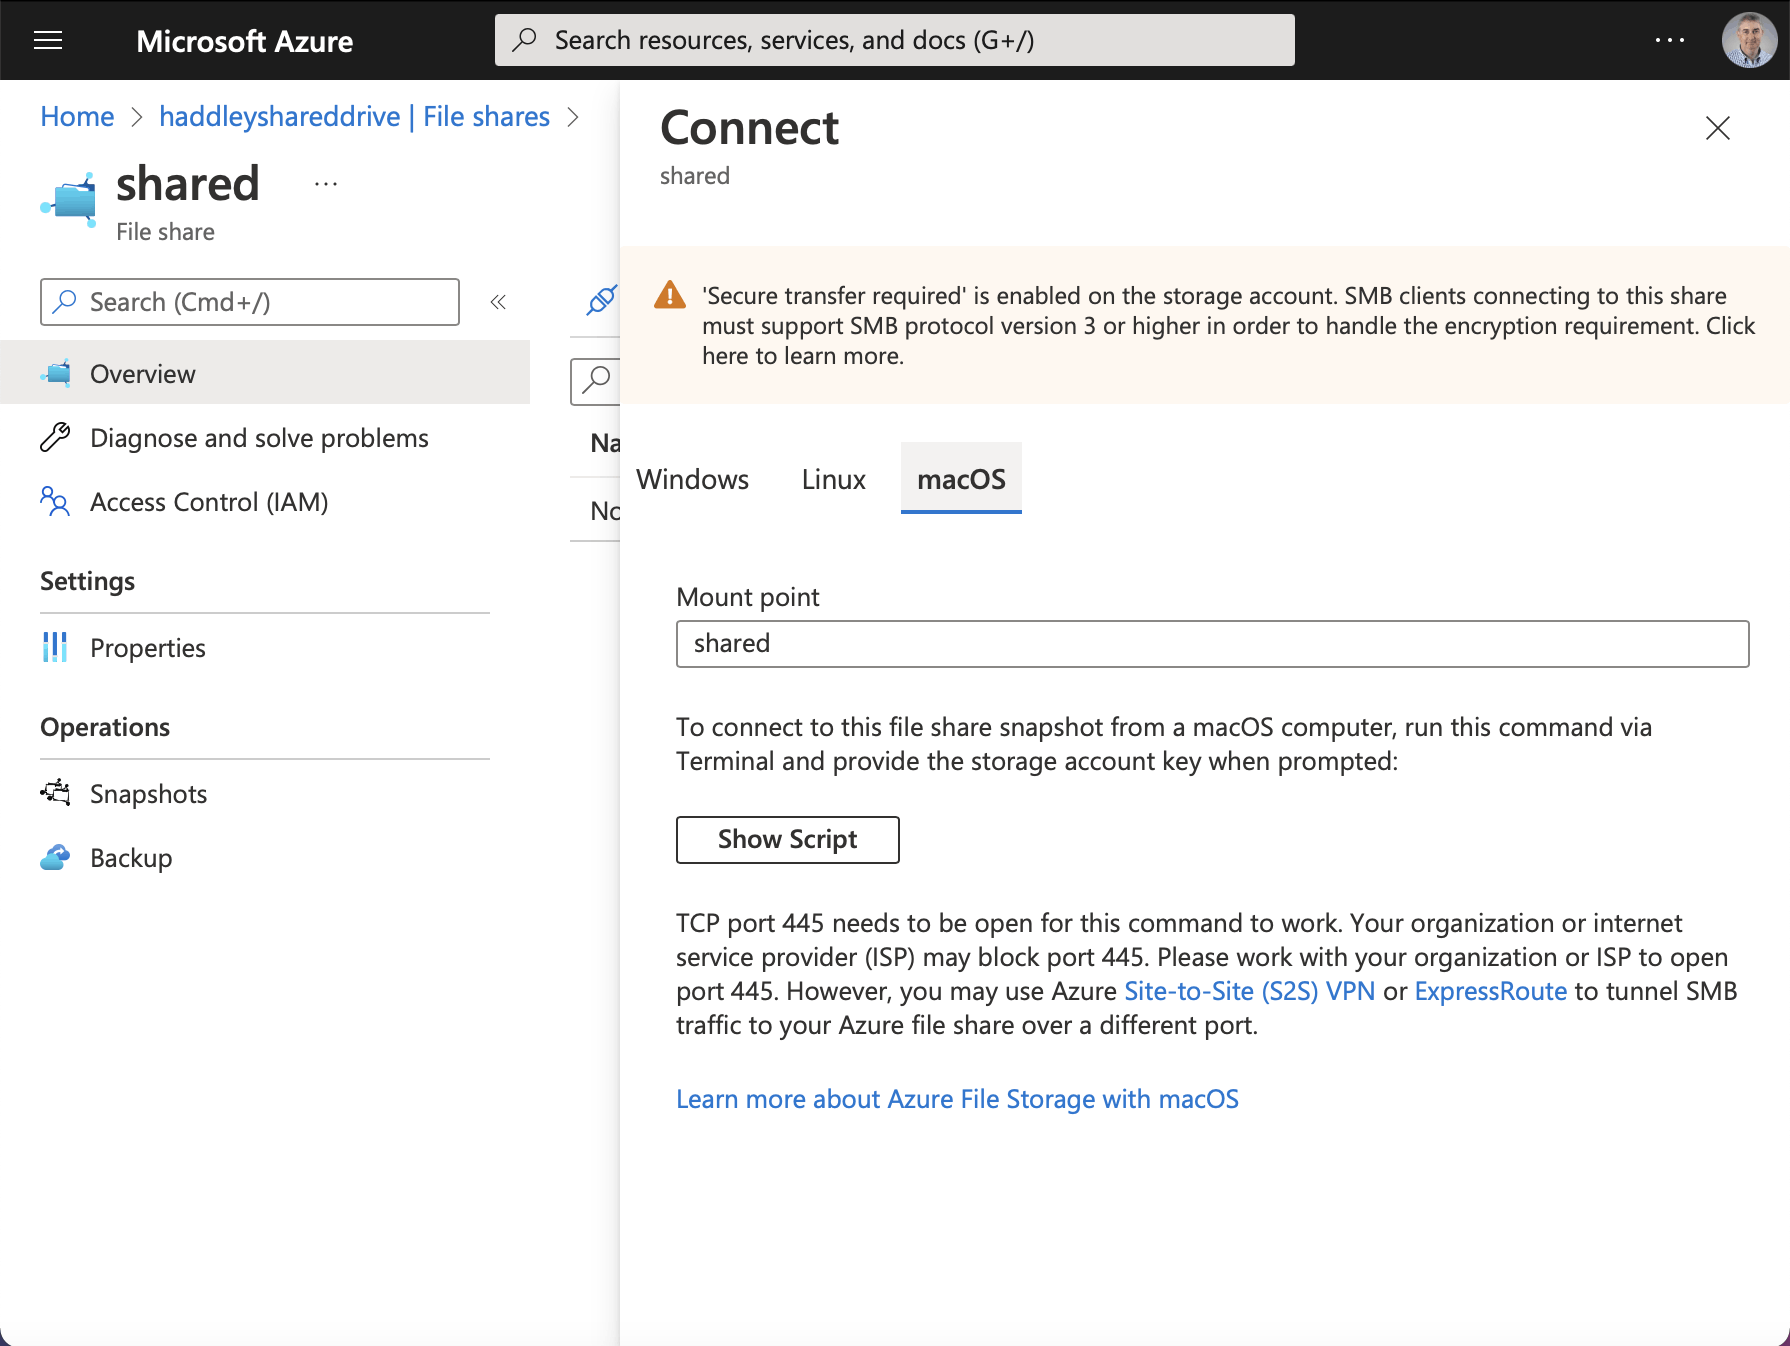 Microsoft Azure
Search resources, services, and docs (G+/)
Home > haddleyshareddrive | File shares >
shared
...
File share
Search (Cmd+/)
«
Overview
Diagnose and solve problems
Access Control (IAM)
Settings
Properties
Operations
Snapshots
Backup
Na
No
Connect
shared
'Secure transfer required' is enabled on the storage account. SMB clients connecting to this share
must support SMB protocol version 3 or higher in order to handle the encryption requirement. Click
here to learn more.
Windows
Linux
macOS
Mount point
shared
To connect to this file share snapshot from a macOS computer, run this command via
Terminal and provide the storage account key when prompted:
Show Script
TCP port 445 needs to be open for this command to work. Your organization or internet
service provider (ISP) may block port 445. Please work with your organization or ISP to open
port 445. However, you may use Azure Site-to-Site (S2S) VPN or ExpressRoute to tunnel SMB
traffic to your Azure file share over a different port.
Learn more about Azure File Storage with macOS